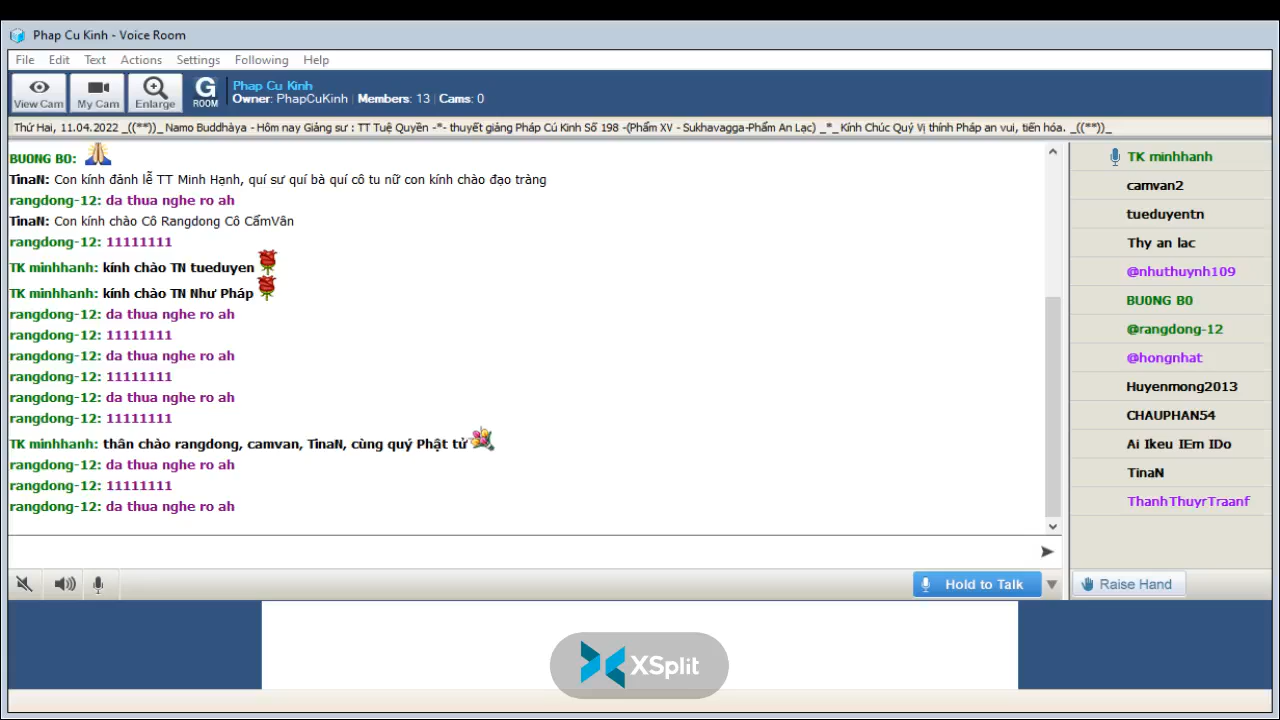 Phap Cu Kinh - Voice Room
File Edit Text Actions Settings Following Help
View Cam
My Cam
Enlarge
G
ROOM
Phap Cu Kinh
Owner: PhapCuKinh | Members: 13 | Cams: 0
Thứ Hai, 11.04.2022 _((**))_ Namo Buddhàya - Hôm nay Giảng sư : TT Tuệ Quyền -*- thuyết giảng Pháp Cú Kinh Số 198 -(Phẩm XV - Sukhavagga-Phẩm An Lạc) _*_ Kính Chúc Quý Vị thính Pháp an vui, tiến hóa. _((**))_
BU0NG B0:
TinaN: Con kính đảnh lễ TT Minh Hạnh, quí sư quí bà quí cô tu nữ con kính chào đạo tràng
rangdong-12: da thua nghe ro ah
TinaN: Con kính chào Cô Rangdong Cô CẩmVân
rangdong-12: 11111111
TK minhhanh: kính chào TN tueduyen
TK minhhanh: kính chào TN Như Pháp
rangdong-12: da thua nghe ro ah
rangdong-12: 11111111
rangdong-12: da thua nghe ro ah
rangdong-12: 11111111
rangdong-12: da thua nghe ro ah
rangdong-12: 11111111
TK minhhanh: thân chào rangdong, camvan, TinaN, cùng quý Phật tử
rangdong-12: da thua nghe ro ah
rangdong-12: 11111111
rangdong-12: da thua nghe ro ah
TK minhhanh
camvan2
tueduyentn
Thy an lac
@nhuthuynh109
BU0NG B0
@rangdong-12
@hongnhat
Huyenmong2013
CHAUPHAN54
Ai Ikeu IEm IDo
TinaN
ThanhThuyrTraanf
Hold to Talk
Raise Hand
XSplit